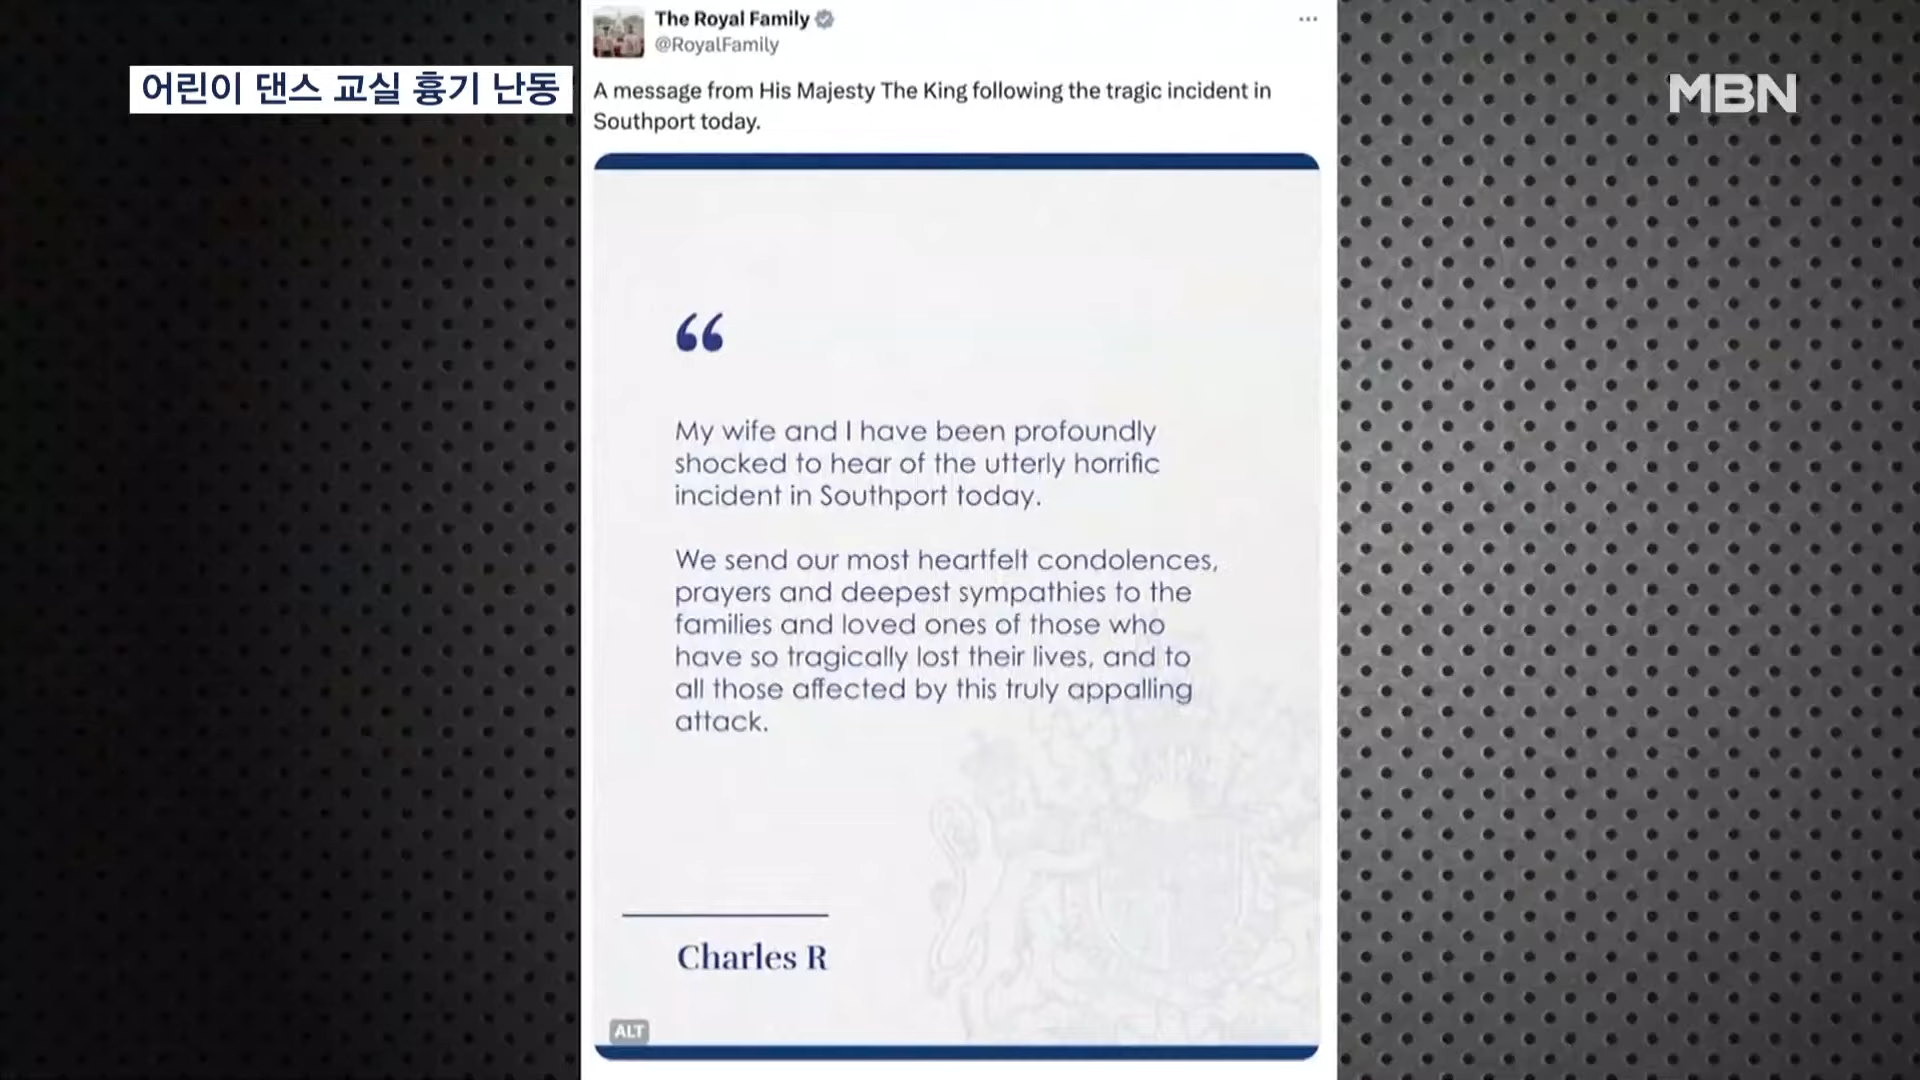 어린이 댄스 교실 흉기 난동
MBN
The Royal Family
@RoyalFamily
A message from His Majesty The King following the tragic incident in
Southport today.
“
My wife and I have been profoundly
shocked to hear of the utterly horrific
incident in Southport today.
We send our most heartfelt condolences,
prayers and deepest sympathies to the
families and loved ones of those who
have so tragically lost their lives, and to
all those affected by this truly appalling
attack.
Charles R
ALT